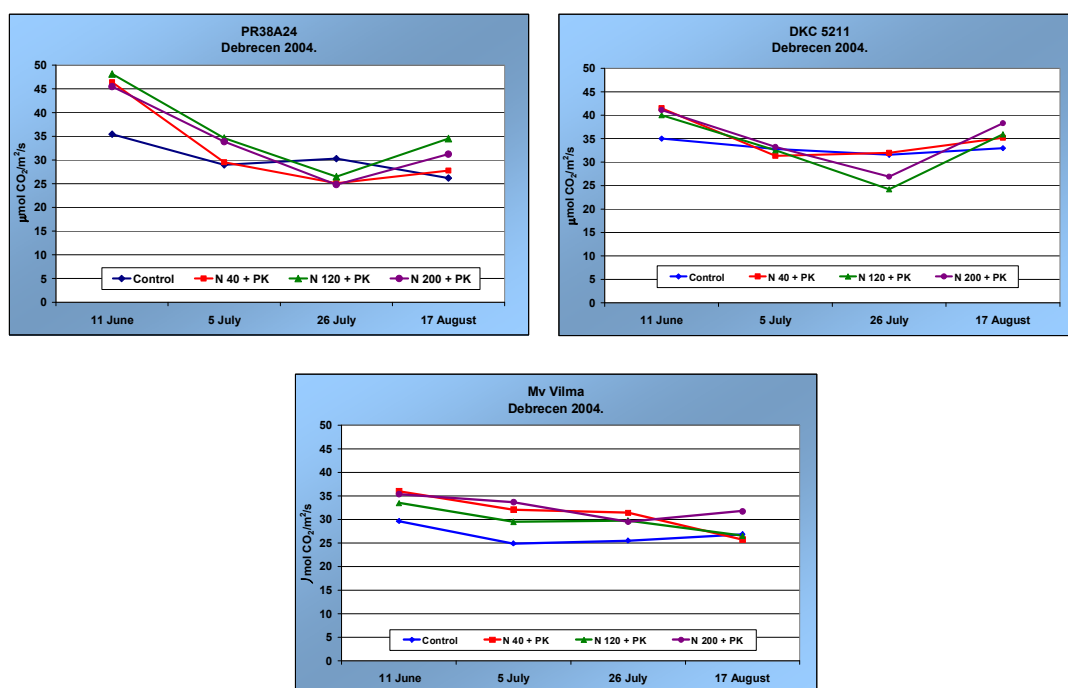 PR38A24
Debrecen 2004.
µmol CO₂/m²/s
50
45
40
35
30
25
20
15
10
5
0
Control N 40 + PK N 120 + PK N 200 + PK
11 June 5 July 26 July 17 August
DKC 5211
Debrecen 2004.
µmol CO₂/m²/s
50
45
40
35
30
25
20
15
10
5
0
Control N 40 + PK N 120 + PK N 200 + PK
11 June 5 July 26 July 17 August
Mv Vilma
Debrecen 2004.
mol CO₂/m²/s
50
45
40
35
30
25
20
15
10
5
0
Control N 40 + PK N 120 + PK N 200 + PK
11 June 5 July 26 July 17 August